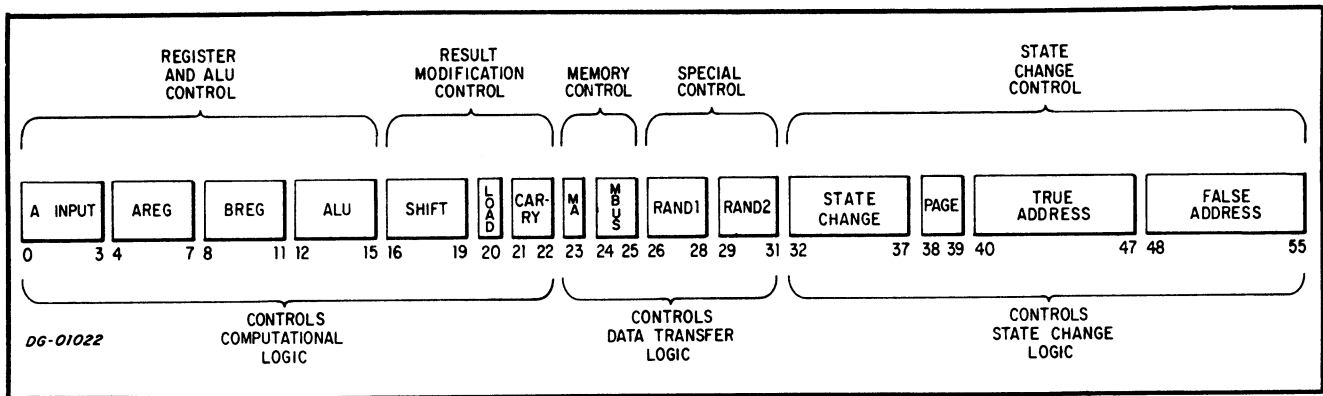 REGISTER
AND ALU
CONTROL
RESULT
MODIFICATION
CONTROL
MEMORY
CONTROL
SPECIAL
CONTROL
STATE
CHANGE
CONTROL
A INPUT
AREG
BREG
ALU
SHIFT
LOAD
CAR-
RY
MA
MBUS
RAND1
RAND2
STATE
CHANGE
PAGE
TRUE
ADDRESS
FALSE
ADDRESS
0 3 4 7 8 11 12 15 16 19 20 21 22 23 24 25 26 28 29 31 32 37 38 39 40 47 48 55
CONTROLS
COMPUTATIONAL
LOGIC
CONTROLS
DATA TRANSFER
LOGIC
CONTROLS
STATE CHANGE
LOGIC
DG-01022